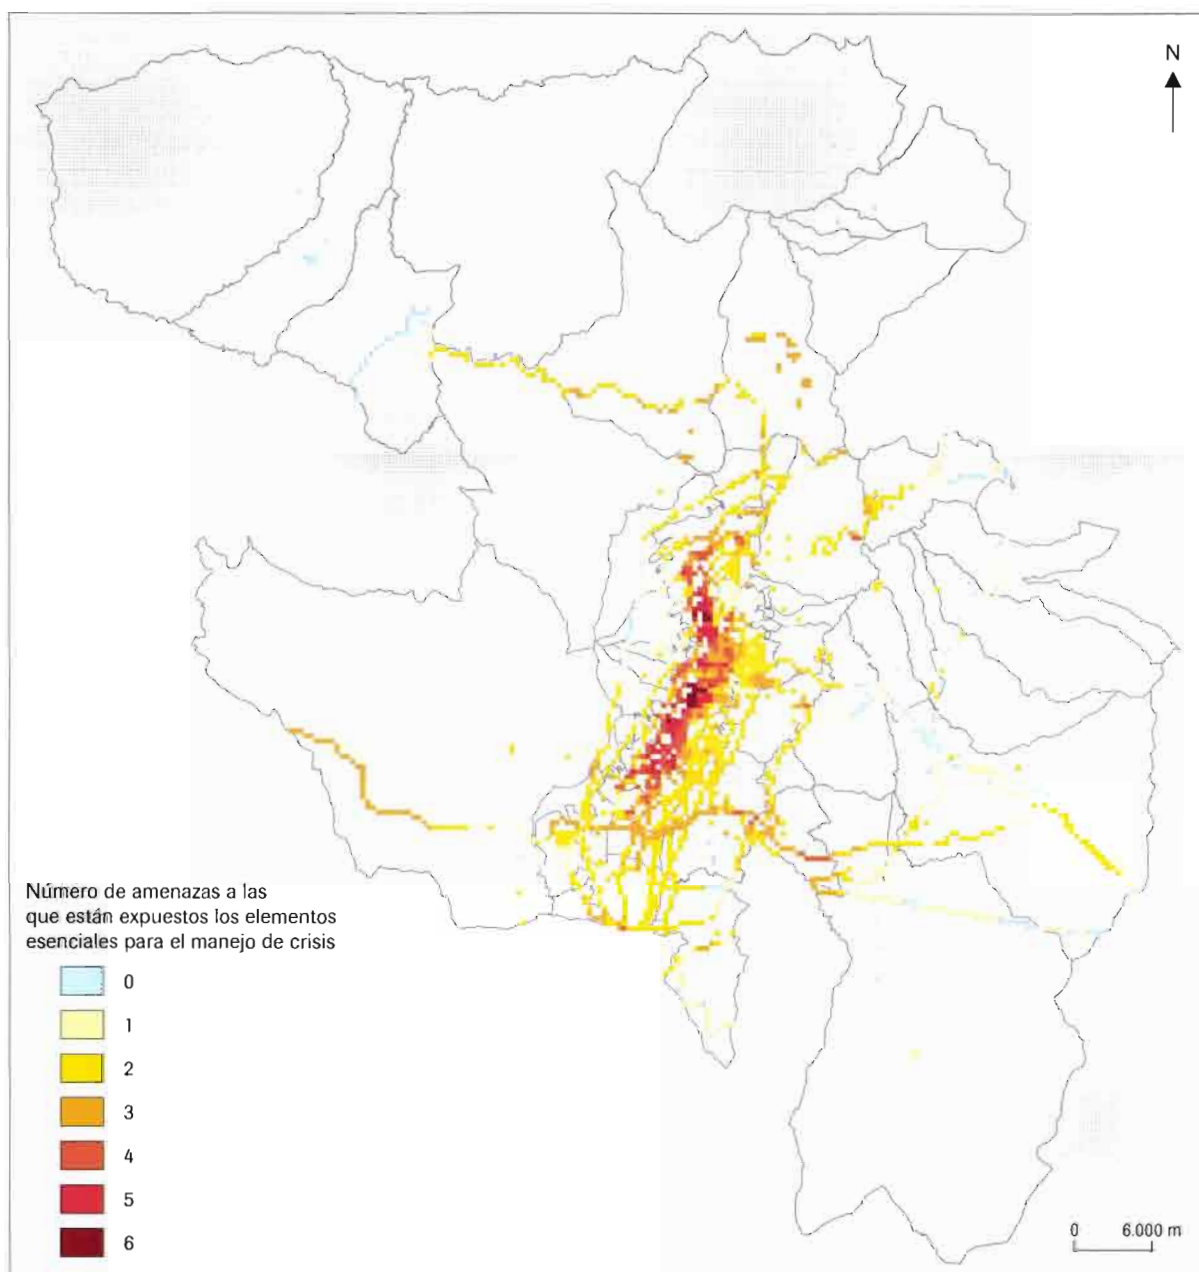 N
Número de amenazas a las
que están expuestos los elementos
esenciales para el manejo de crisis
0
1
2
3
4
5
6
0 6.000 m